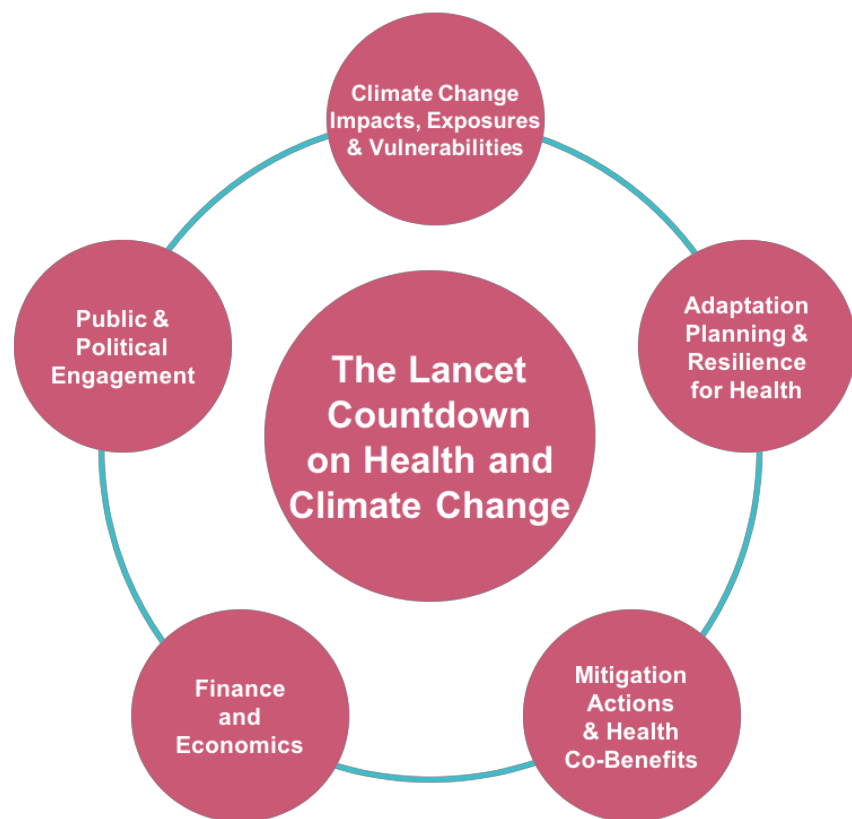 Climate Change
Impacts, Exposures
& Vulnerabilities
Adaptation
Planning &
Resilience
for Health
Mitigation
Actions
& Health
Co-Benefits
Finance
and
Economics
Public &
Political
Engagement
The Lancet
Countdown
on Health and
Climate Change